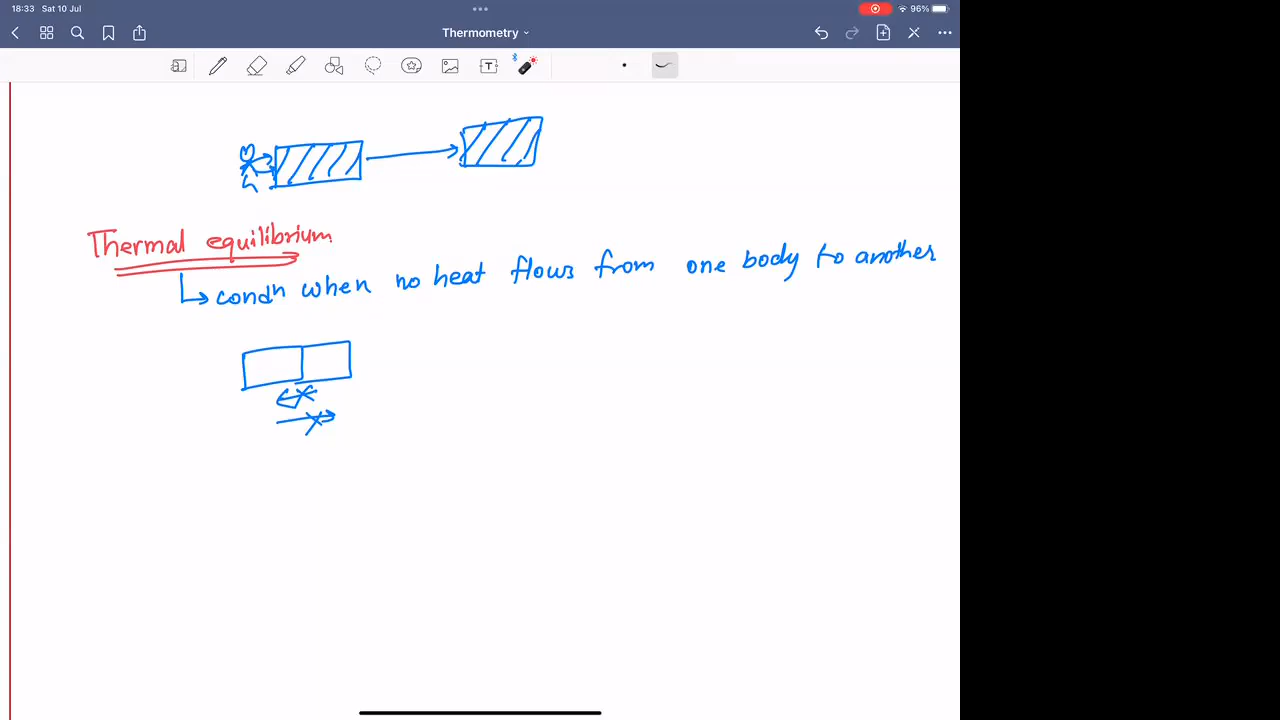 18:33 Sat 10 Jul
96%
Thermometry
T
Thermal equilibrium
condn when no heat flows from one body to another